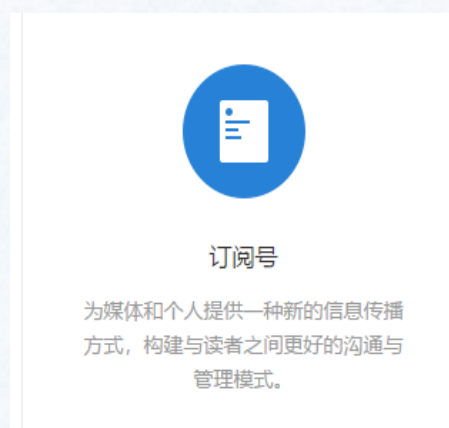 订阅号
为媒体和个人提供一种新的信息传播
方式，构建与读者之间更好的沟通与
管理模式。